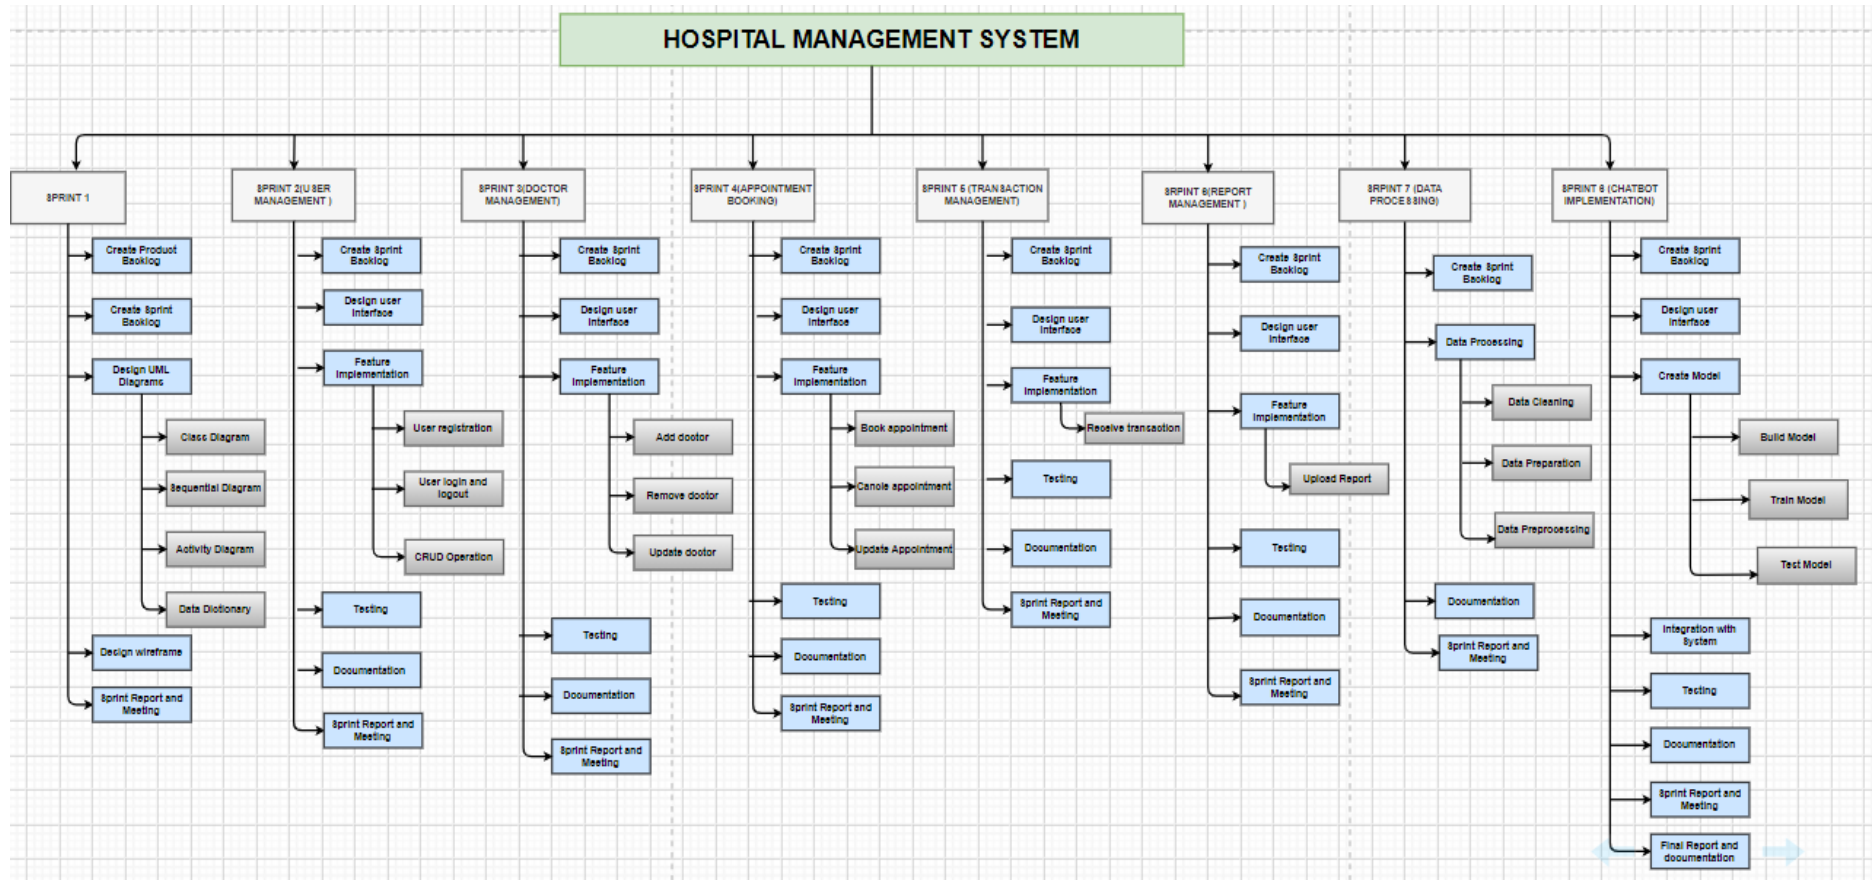 HOSPITAL MANAGEMENT SYSTEM
SPRINT 1
Create Product
Backlog
Create Sprint
Backlog
Design UML
Diagrams
Class Diagram
Sequential Diagram
Activity Diagram
Data Dictionary
Design wireframe
Sprint Report and
Meeting
SPRINT 2(USER
MANAGEMENT )
Create Sprint
Backlog
Design user
Interface
Feature
Implementation
User registration
User login and
logout
CRUD Operation
Testing
Documentation
Sprint Report and
Meeting
SPRINT 3(DOCTOR
MANAGEMENT)
Create Sprint
Backlog
Design user
Interface
Feature
Implementation
Add doctor
Remove doctor
Update doctor
Testing
Documentation
Sprint Report and
Meeting
SPRINT 4(APPOINTMENT
BOOKING)
Create Sprint
Backlog
Design user
Interface
Feature
Implementation
Book appointment
Cancle appointment
Update Appointment
Testing
Documentation
Sprint Report and
Meeting
SPRINT 5 (TRANSACTION
MANAGEMENT)
Create Sprint
Backlog
Design user
Interface
Feature
Implementation
Receive transaction
Testing
Documentation
Sprint Report and
Meeting
SRPINT 6(REPORT
MANAGEMENT )
Create Sprint
Backlog
Design user
Interface
Feature
Implementation
Upload Report
Testing
Documentation
Sprint Report and
Meeting
SRPINT 7 (DATA
PROCESSING)
Create Sprint
Backlog
Data Processing
Data Cleaning
Data Preparation
Data Preprocessing
Documentation
Sprint Report and
Meeting
SPRINT 8 (CHATBOT
IMPLEMENTATION)
Create Sprint
Backlog
Design user
Interface
Create Model
Build Model
Train Model
Test Model
Integration with
System
Testing
Documentation
Sprint Report and
Meeting
Final Report and
documentation